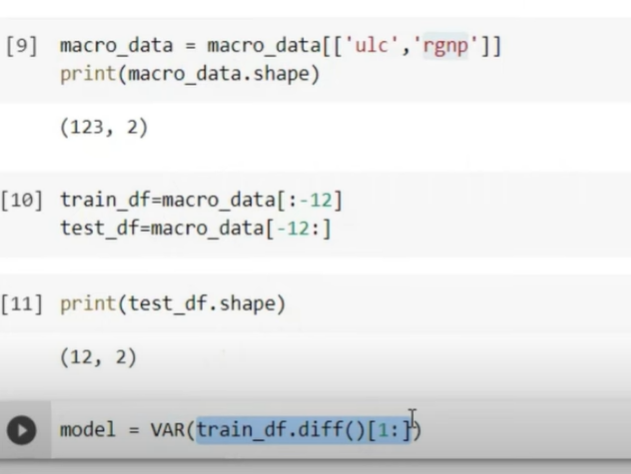 [9] macro_data = macro_data[['ulc','rgnp']]
print(macro_data.shape)
(123, 2)
[10] train_df=macro_data[:-12]
test_df=macro_data[-12:]
[11] print(test_df.shape)
(12, 2)
model = VAR(train_df.diff()[1:])